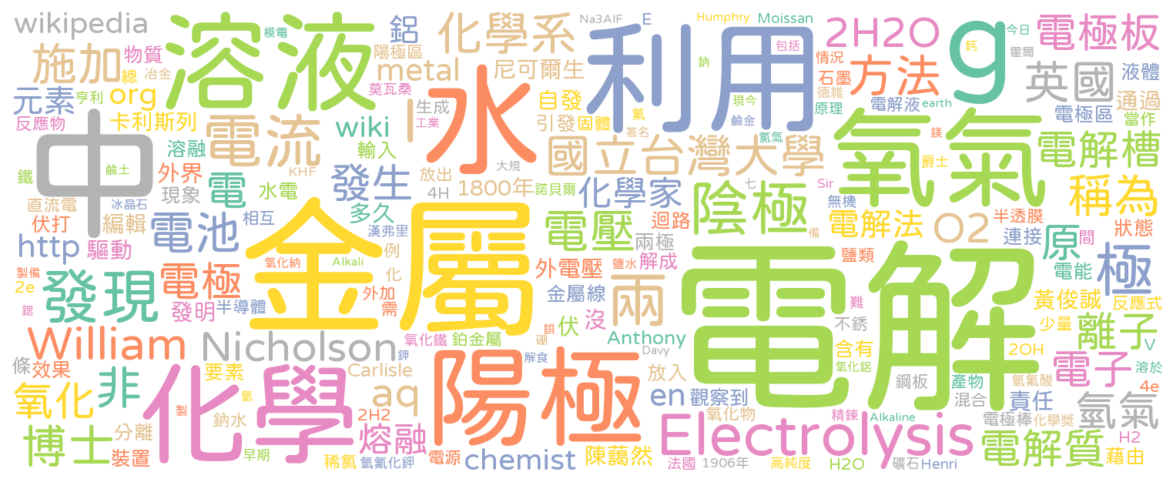 wikipedia
溶液
中
施加
物質
元素
總
冶金
模電
亨利
org
反應物
卡利斯列
鋁
陽極區
莫瓦桑
化學系
metal
尼可爾生
Na3AlF
E
利用
Humphry
Moissan
包括
鈉
2H2O
情況
石墨
德維
原理
方法
g
今日
鈣
霍爾
英國
電極板
液體
通過
當作
鐵
鹼土
冰晶石
直流電
伏打
編輯
http
驅動
溶融
外界
現象
電流
電
水電
KHF
wiki
輸入
生成
工業
放出
4H
1800年
發生
多久
漢弗里
相互
l
水
大規
諾貝爾
自發
引發
固體
氟
著名
現今
鹼金
氫氣
國立台灣大學
化學家
陰極
電解液
earth
氧氣
鎂
爵士
七
Sir
無機
電解法
備
電極區
電解槽
稱為
半透膜
連接
狀態
間
O2
原
電能
極
反應式
製備
2e
鍶
發現
電池
電極
發明
半導體
氧化鈉
Alkali
例
化
外加
需
金屬
電壓
迴路
兩極
鹽水
解成
外電壓
金屬線
伏
沒
兩
鹽類
難
電解
黃俊誠
少量
不銹
離子
V
William
Nicholson
條
效果
氧化鐵
鉑金屬
鉀
要素
Carlisle
鋇
硼
解食
Anthony
Davy
放入
含有
氧化鋁
2OH
溶於
電子
4e
非
氧化
化學
氬
鈉水
製
2H2
aq
陽極
en
觀察到
氧化物
鋼板
產物
混合
氫氟酸
責任
電極棒
化學獎
氫氣
博士
分離
裝置
早期
稀氯
氫氟化鉀
熔融
電源
chemist
法國
陳藹然
1906年
Electrolysis
精鍊
Alkaline
高純度
H2O
礦石
Henri
電解質
H2
藉由